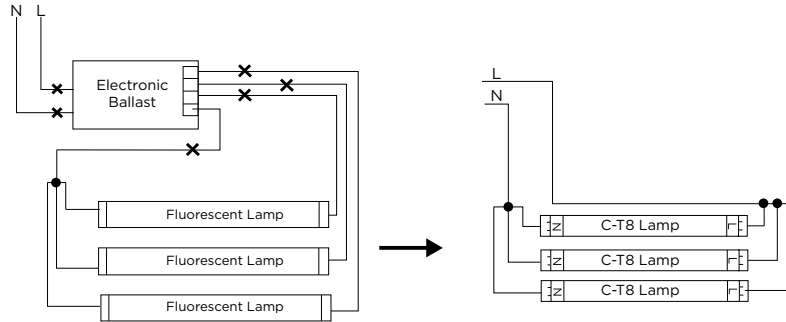 N L
Electronic
Ballast
Fluorescent Lamp
Fluorescent Lamp
Fluorescent Lamp
L
N
N C-T8 Lamp L
N C-T8 Lamp L
N C-T8 Lamp L